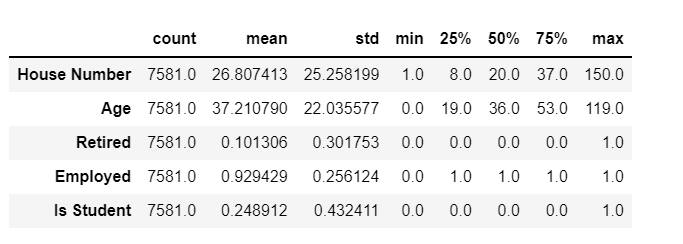 count mean std min 25% 50% 75% max
House Number 7581.0 26.807413 25.258199 1.0 8.0 20.0 37.0 150.0
Age 7581.0 37.210790 22.035577 0.0 19.0 36.0 53.0 119.0
Retired 7581.0 0.101306 0.301753 0.0 0.0 0.0 0.0 1.0
Employed 7581.0 0.929429 0.256124 0.0 1.0 1.0 1.0 1.0
Is Student 7581.0 0.248912 0.432411 0.0 0.0 0.0 0.0 1.0